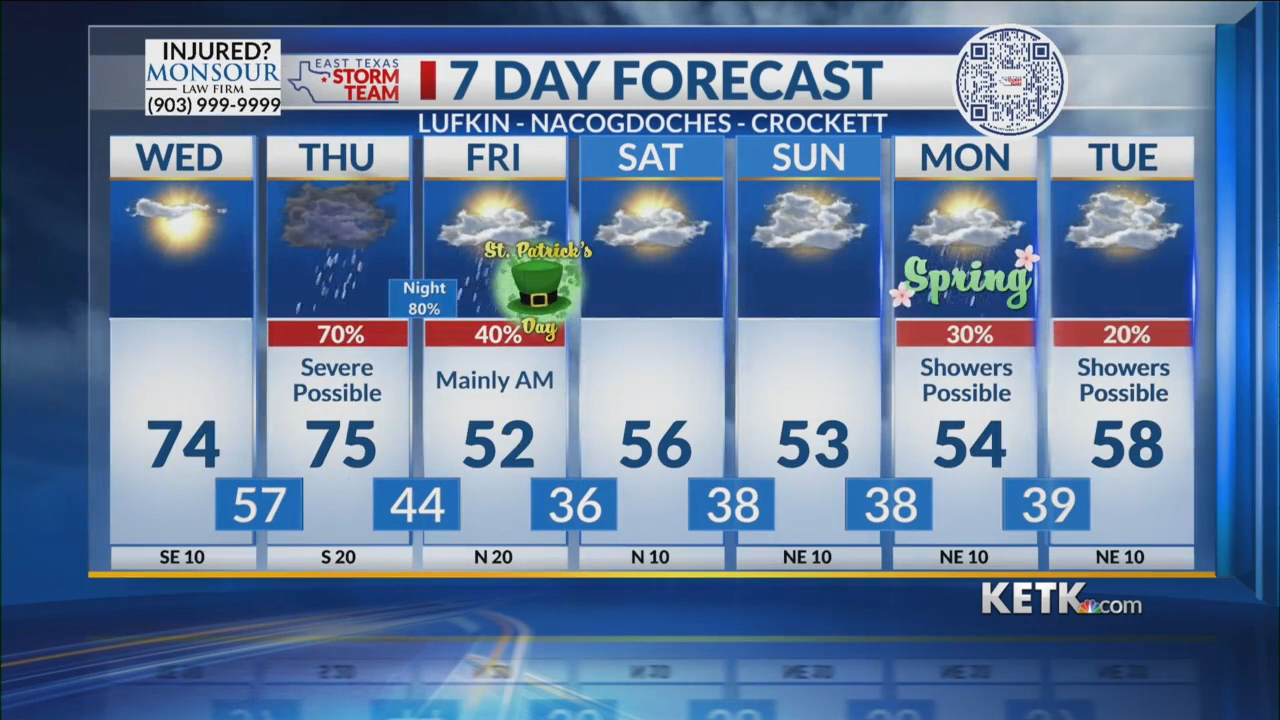 INJURED?
MONSOUR
LAW FIRM
(903) 999-9999
EAST TEXAS
STORM
TEAM
7 DAY FORECAST
LUFKIN - NACOGDOCHES - CROCKETT
WED THU FRI SAT SUN MON TUE
St. Patrick's
Day
Spring
Night
80%
70% 40% 30% 20%
Severe
Possible
Mainly AM
Showers
Possible
Showers
Possible
74 75 52 56 53 54 58
57 44 36 38 38 39
SE 10 S 20 N 20 N 10 NE 10 NE 10 NE 10
KETK.com